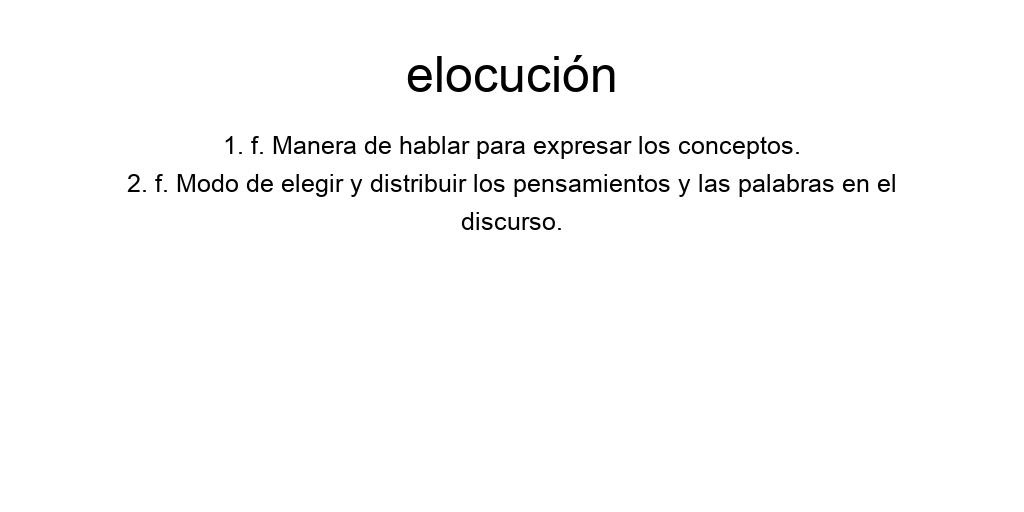 elocución
1. f. Manera de hablar para expresar los conceptos.
2. f. Modo de elegir y distribuir los pensamientos y las palabras en el
discurso.